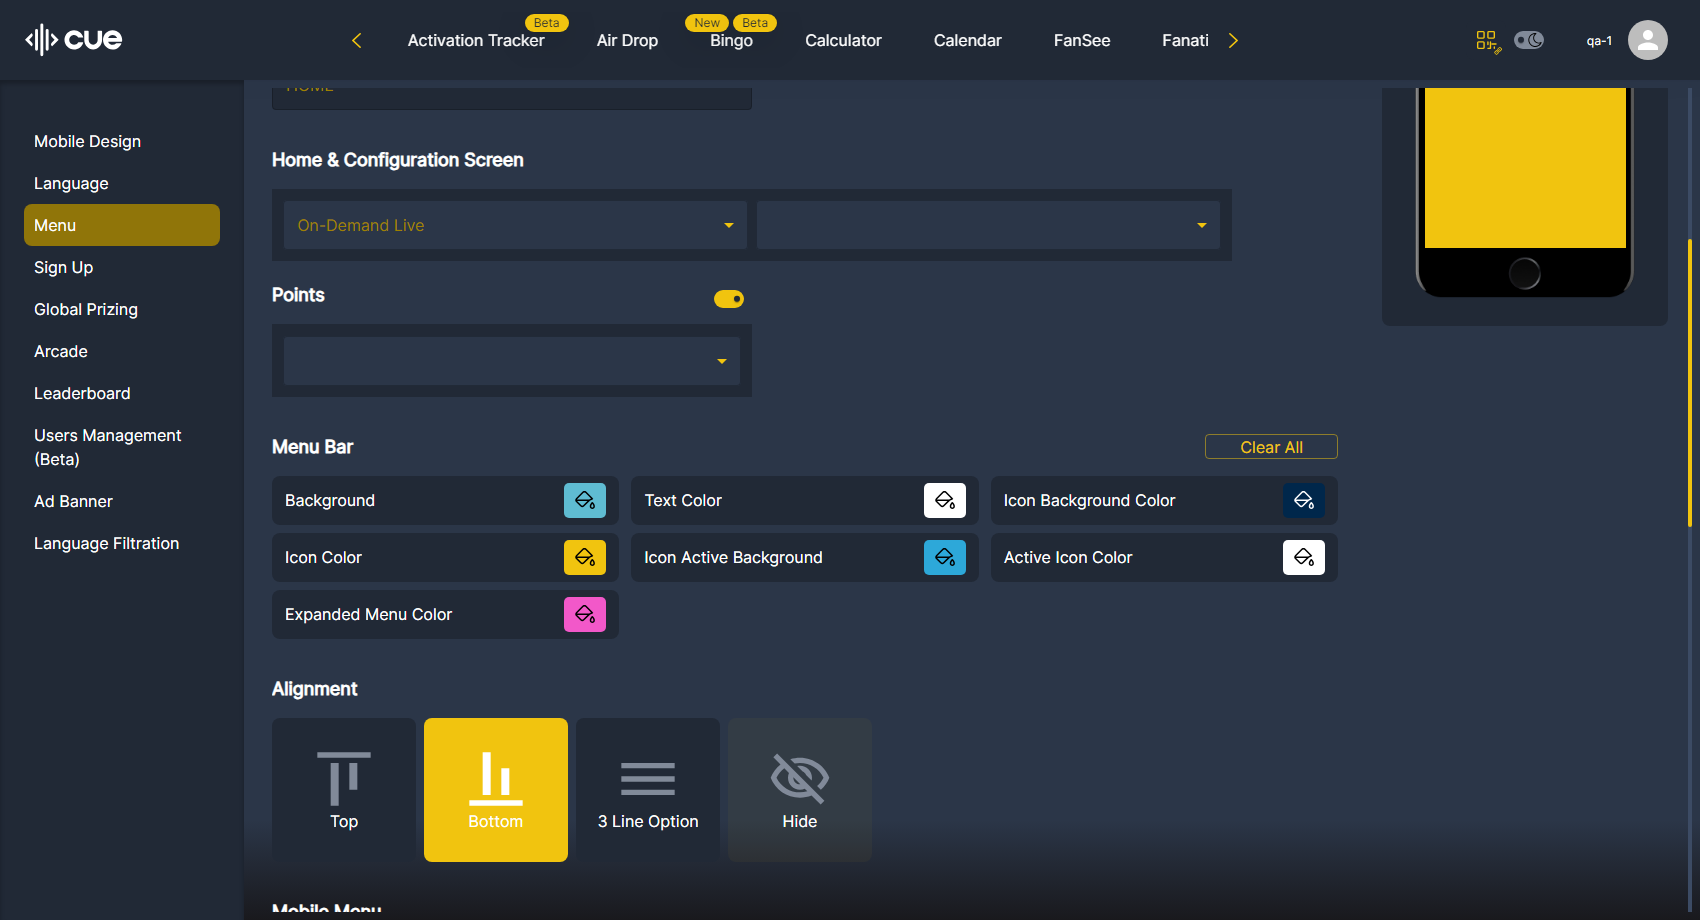 cue
Beta
New
Beta
Activation Tracker
Air Drop
Bingo
Calculator
Calendar
FanSee
Fanati
qa-1
Mobile Design
Language
Menu
Sign Up
Global Prizing
Arcade
Leaderboard
Users Management
(Beta)
Ad Banner
Language Filtration
HOME
Home & Configuration Screen
On-Demand Live
Points
Menu Bar
Clear All
Background
Text Color
Icon Background Color
Icon Color
Icon Active Background
Active Icon Color
Expanded Menu Color
Alignment
Top
Bottom
3 Line Option
Hide
Mobile Menu